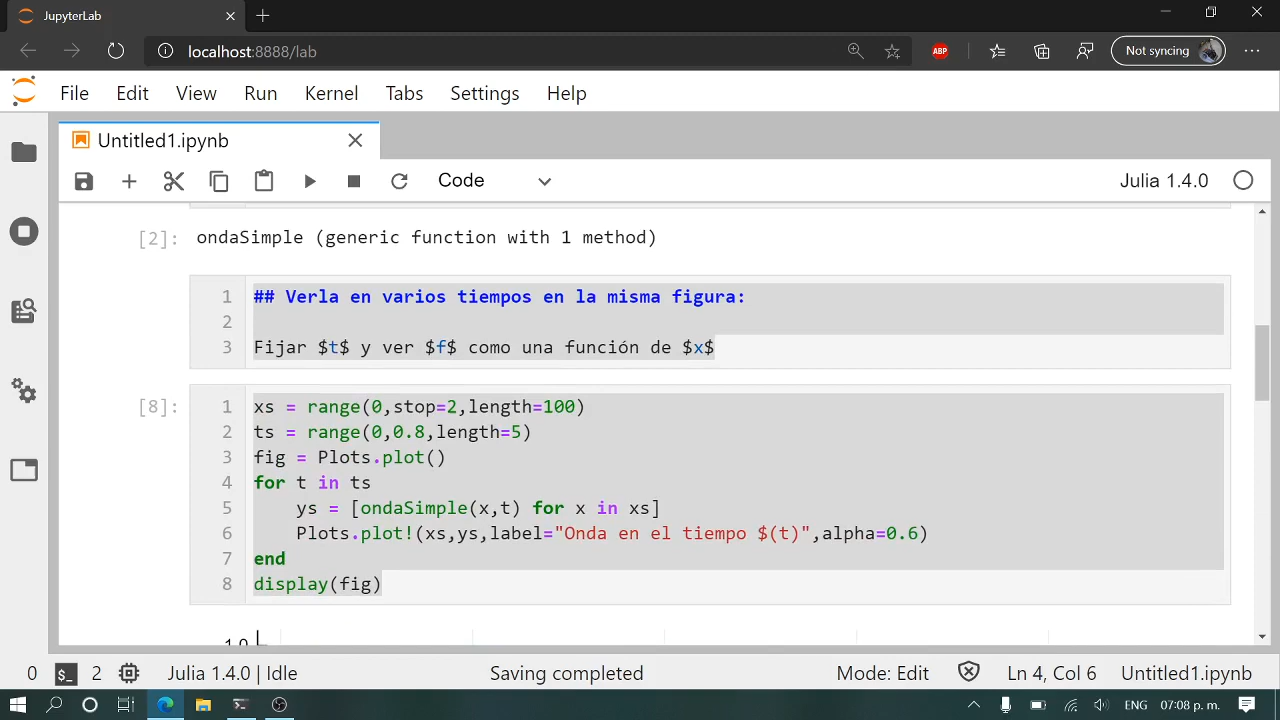 JupyterLab
localhost:8888/lab
ABP
Not syncing
File Edit View Run Kernel Tabs Settings Help
Untitled1.ipynb
Code
Julia 1.4.0
[2]: ondaSimple (generic function with 1 method)
1 ## Verla en varios tiempos en la misma figura:
2
3 Fijar $t$ y ver $f$ como una función de $x$
[8]: 1 xs = range(0,stop=2,length=100)
2 ts = range(0,0.8,length=5)
3 fig = Plots.plot()
4 for t in ts
5 ys = [ondaSimple(x,t) for x in xs]
6 Plots.plot!(xs,ys,label="Onda en el tiempo $(t)",alpha=0.6)
7 end
8 display(fig)
1.0
0 $_ 2 Julia 1.4.0 | Idle Saving completed Mode: Edit Ln 4, Col 6 Untitled1.ipynb
ENG 07:08 p. m.